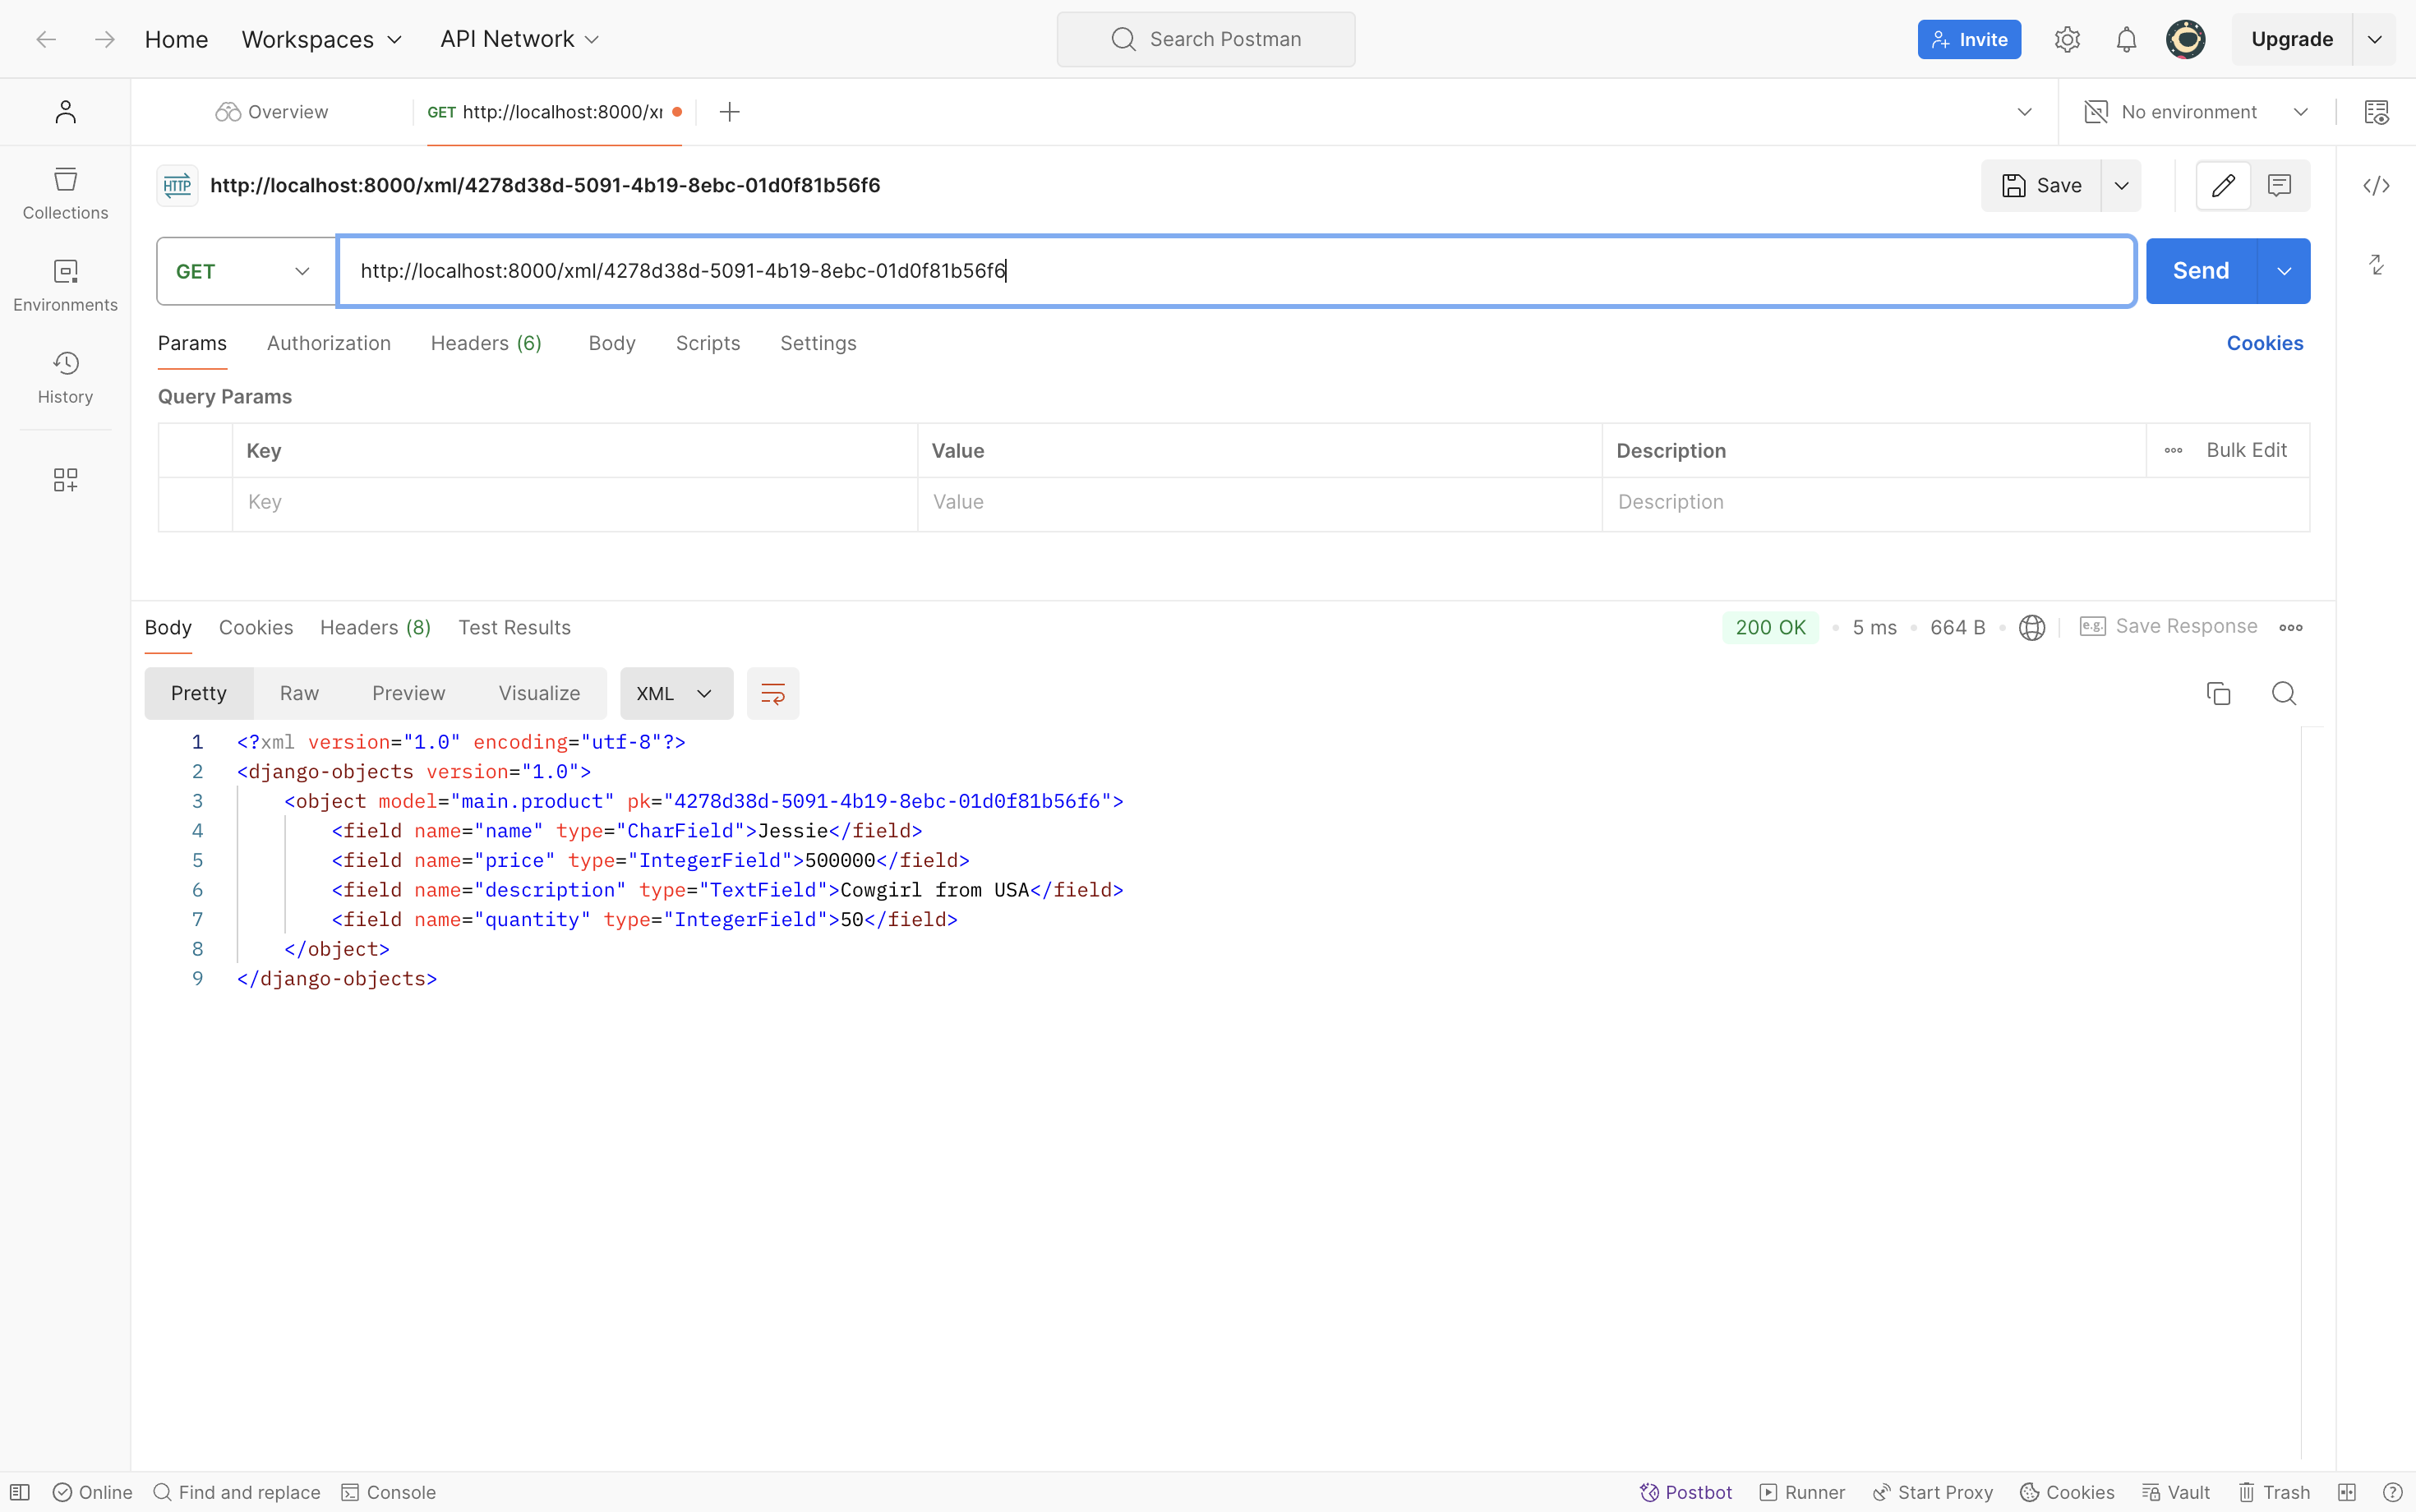 Home Workspaces API Network Search Postman Invite Upgrade
Overview GET http://localhost:8000/xr No environment
HTTP http://localhost:8000/xml/4278d38d-5091-4b19-8ebc-01d0f81b56f6 Save
Collections
GET http://localhost:8000/xml/4278d38d-5091-4b19-8ebc-01d0f81b56f6 Send
Environments
Params Authorization Headers (6) Body Scripts Settings Cookies
History
Query Params
Key Value Description Bulk Edit
Key Value Description
Body Cookies Headers (8) Test Results 200 OK 5 ms 664 B e.g. Save Response
Pretty Raw Preview Visualize XML
1 <?xml version="1.0" encoding="utf-8"?>
2 <django-objects version="1.0">
3 <object model="main.product" pk="4278d38d-5091-4b19-8ebc-01d0f81b56f6">
4 <field name="name" type="CharField">Jessie</field>
5 <field name="price" type="IntegerField">500000</field>
6 <field name="description" type="TextField">Cowgirl from USA</field>
7 <field name="quantity" type="IntegerField">50</field>
8 </object>
9 </django-objects>
Online Find and replace Console Postbot Runner Start Proxy Cookies Vault Trash